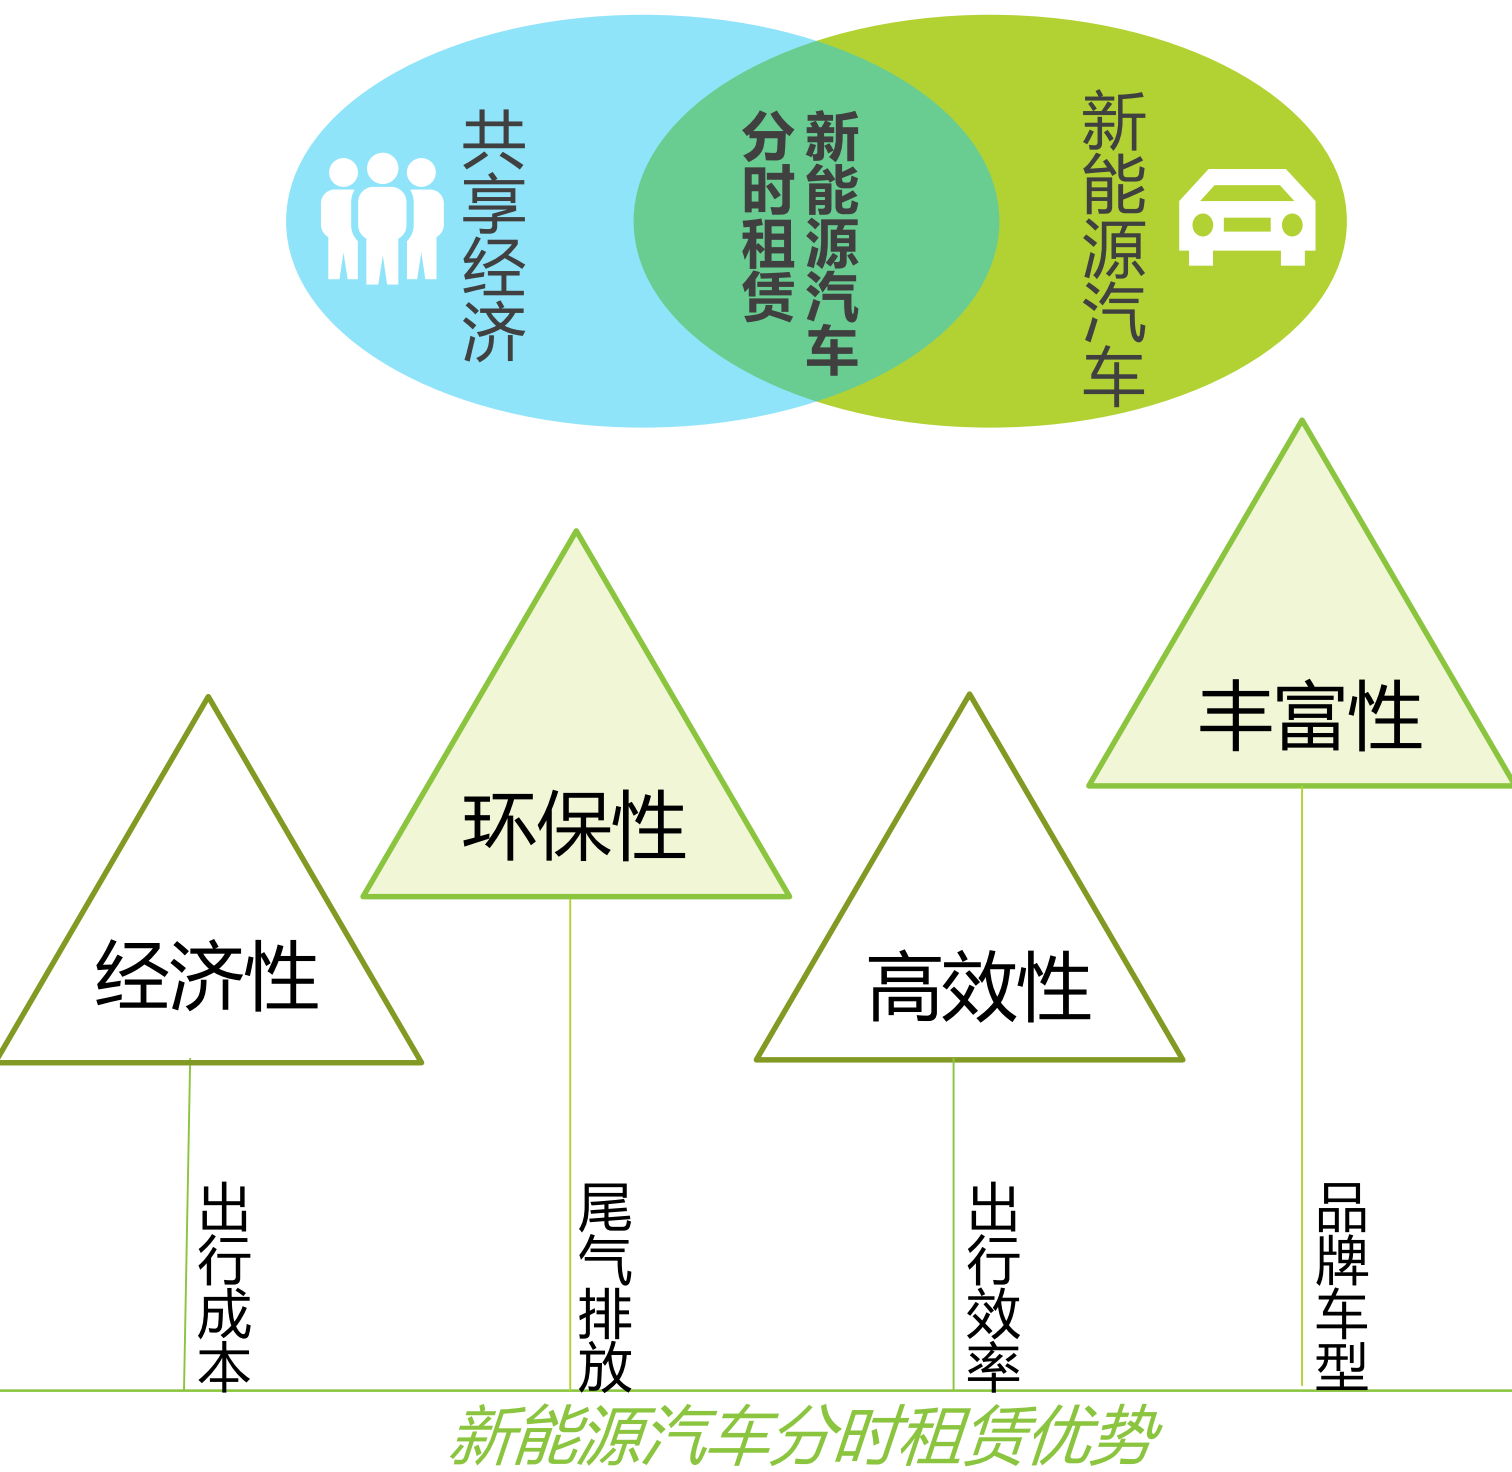 共享经济
新能源汽车
分时租赁
新能源汽车
经济性
环保性
高效性
丰富性
出行成本
尾气排放
出行效率
品牌车型
新能源汽车分时租赁优势